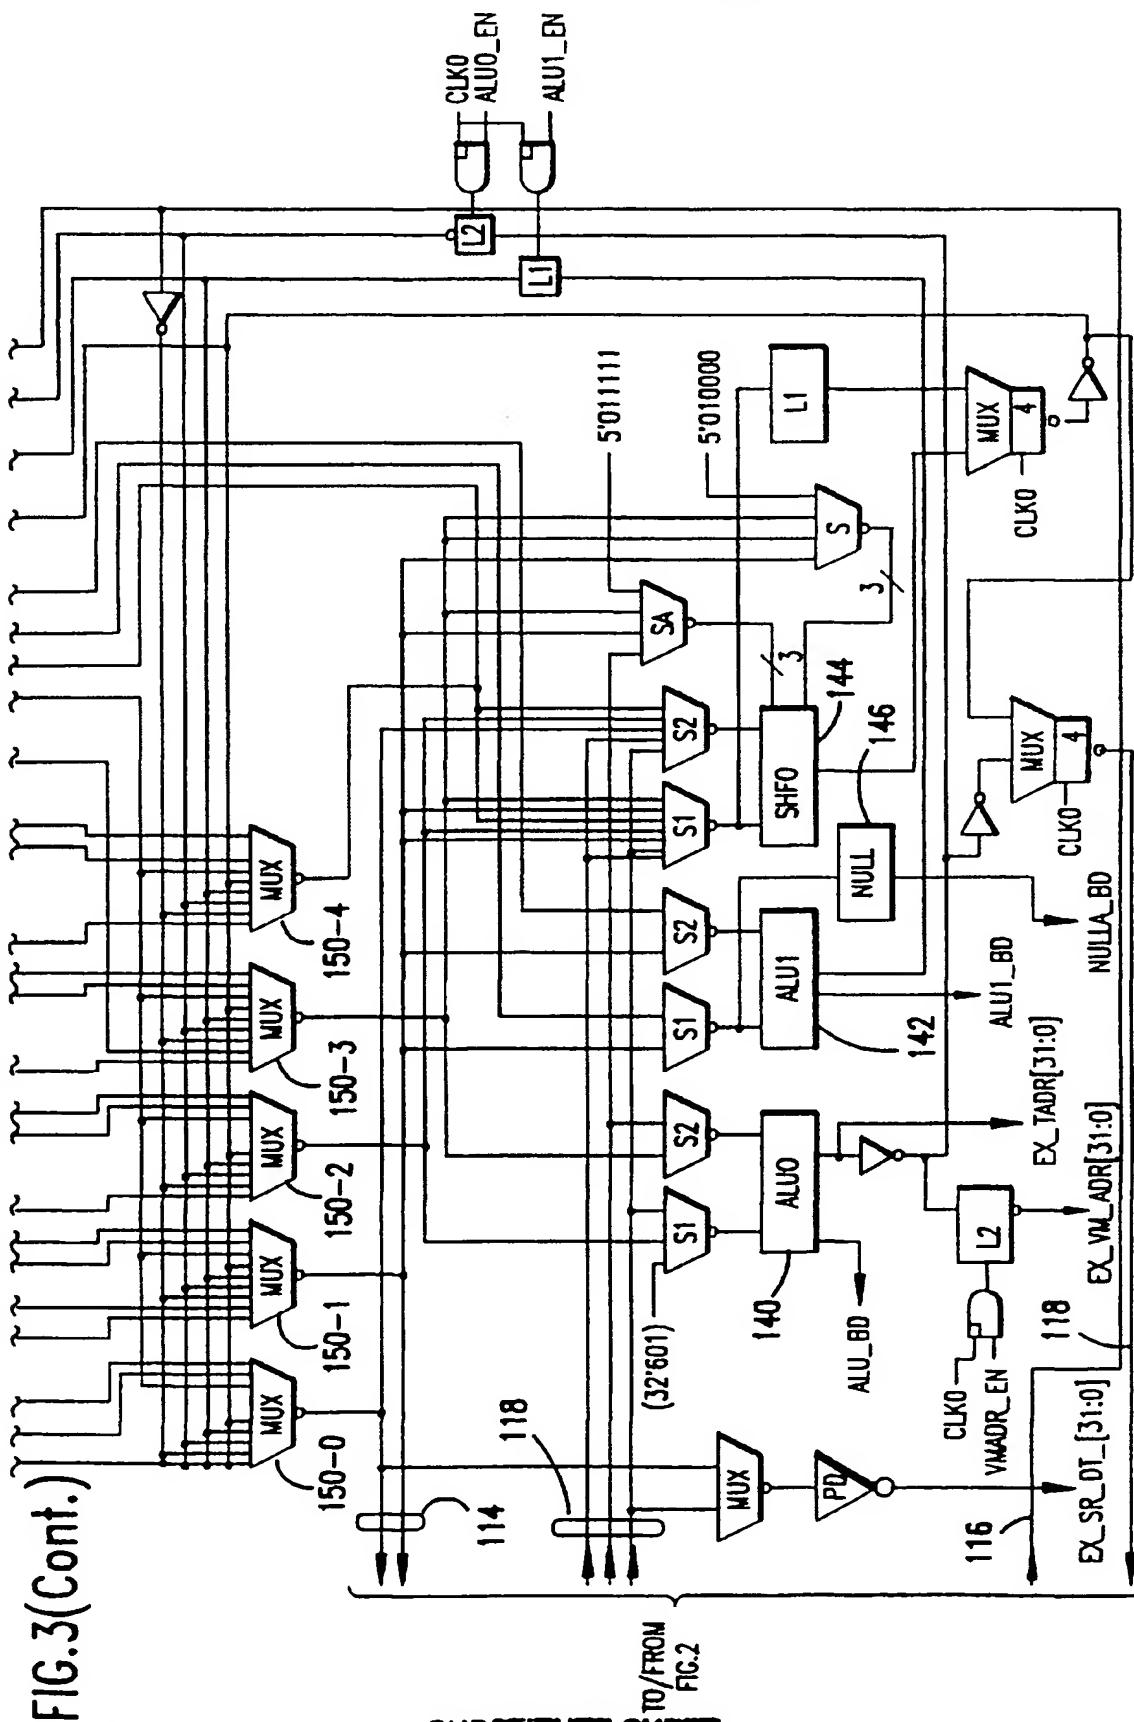 FIG.3(Cont.)
CLK0
ALU0_EN
ALU1_EN
L2
L1
MUX
150-0
MUX
150-1
MUX
150-2
MUX
150-3
MUX
150-4
5'011111
5'010000
114
118
(32'601)
S1
S2
S1
S2
S1
S2
SA
S
L1
3
3
MUX
PD
ALU0
140
ALU1
142
SHF0
144
NULL
146
MUX
4
CLK0
MUX
4
CLK0
ALU_BD
L2
CLK0
VMADR_EN
ALU1_BD
NULLA_BD
EX_TADR[31:0]
EX_VM_ADR[31:0]
EX_SR_DT_[31:0]
116
118
TO/FROM
FIG.2